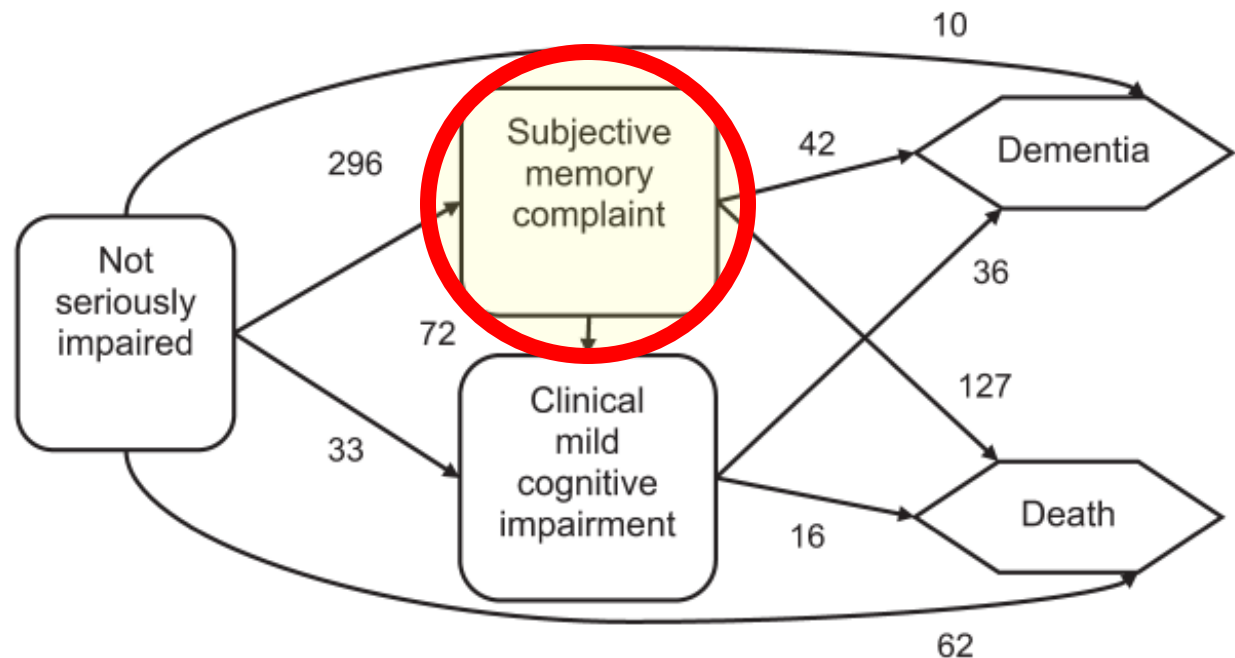 10
Subjective
memory
complaint
296
42
Dementia
Not
seriously
impaired
36
72
Clinical
mild
cognitive
impairment
127
33
16
Death
62